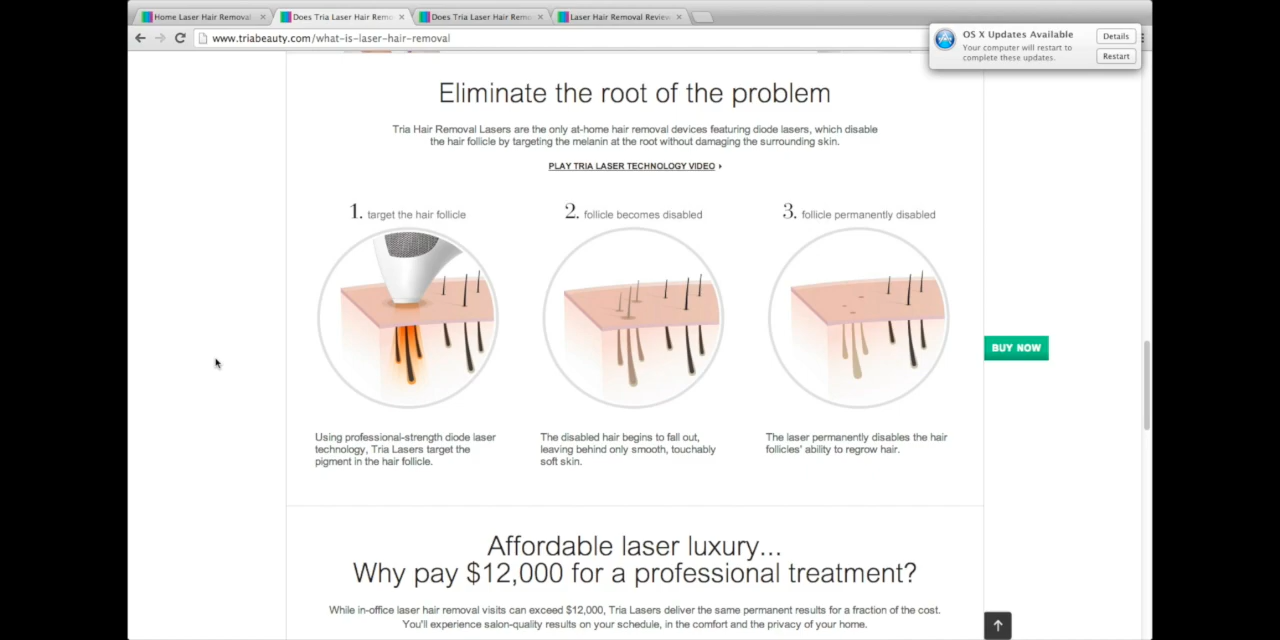 Home Laser Hair Removal
Does Tria Laser Hair Remo
Does Tria Laser Hair Remo
Laser Hair Removal Review
www.triabeauty.com/what-is-laser-hair-removal
OS X Updates Available
Your computer will restart to
complete these updates.
Details
Restart
Eliminate the root of the problem
Tria Hair Removal Lasers are the only at-home hair removal devices featuring diode lasers, which disable
the hair follicle by targeting the melanin at the root without damaging the surrounding skin.
PLAY TRIA LASER TECHNOLOGY VIDEO
1. target the hair follicle
2. follicle becomes disabled
3. follicle permanently disabled
BUY NOW
Using professional-strength diode laser
technology, Tria Lasers target the
pigment in the hair follicle.
The disabled hair begins to fall out,
leaving behind only smooth, touchably
soft skin.
The laser permanently disables the hair
follicles' ability to regrow hair.
Affordable laser luxury...
Why pay $12,000 for a professional treatment?
While in-office laser hair removal visits can exceed $12,000, Tria Lasers deliver the same permanent results for a fraction of the cost.
You'll experience salon-quality results on your schedule, in the comfort and the privacy of your home.